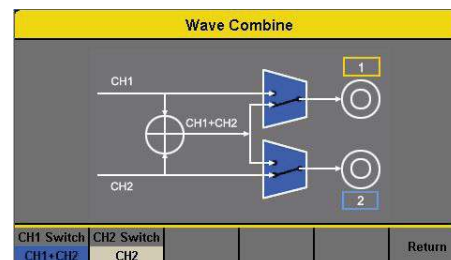 Wave Combine
1
CH1
CH1+CH2
CH2
2
CH1 Switch CH2 Switch
CH1+CH2 CH2 Return